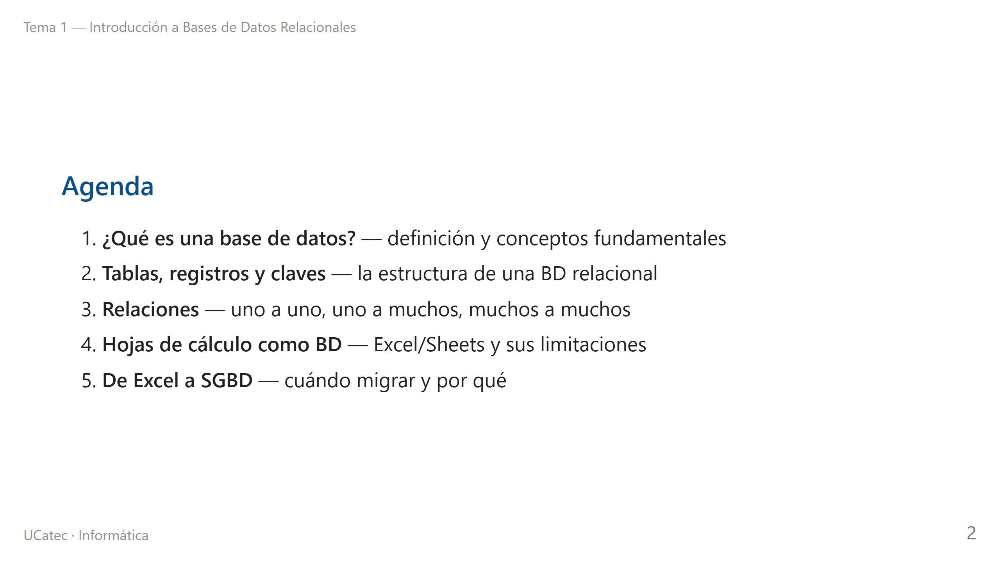 Tema 1 — Introducción a Bases de Datos Relacionales
Agenda
1. ¿Qué es una base de datos? — definición y conceptos fundamentales
2. Tablas, registros y claves — la estructura de una BD relacional
3. Relaciones — uno a uno, uno a muchos, muchos a muchos
4. Hojas de cálculo como BD — Excel/Sheets y sus limitaciones
5. De Excel a SGBD — cuándo migrar y por qué
UCatec · Informática
2